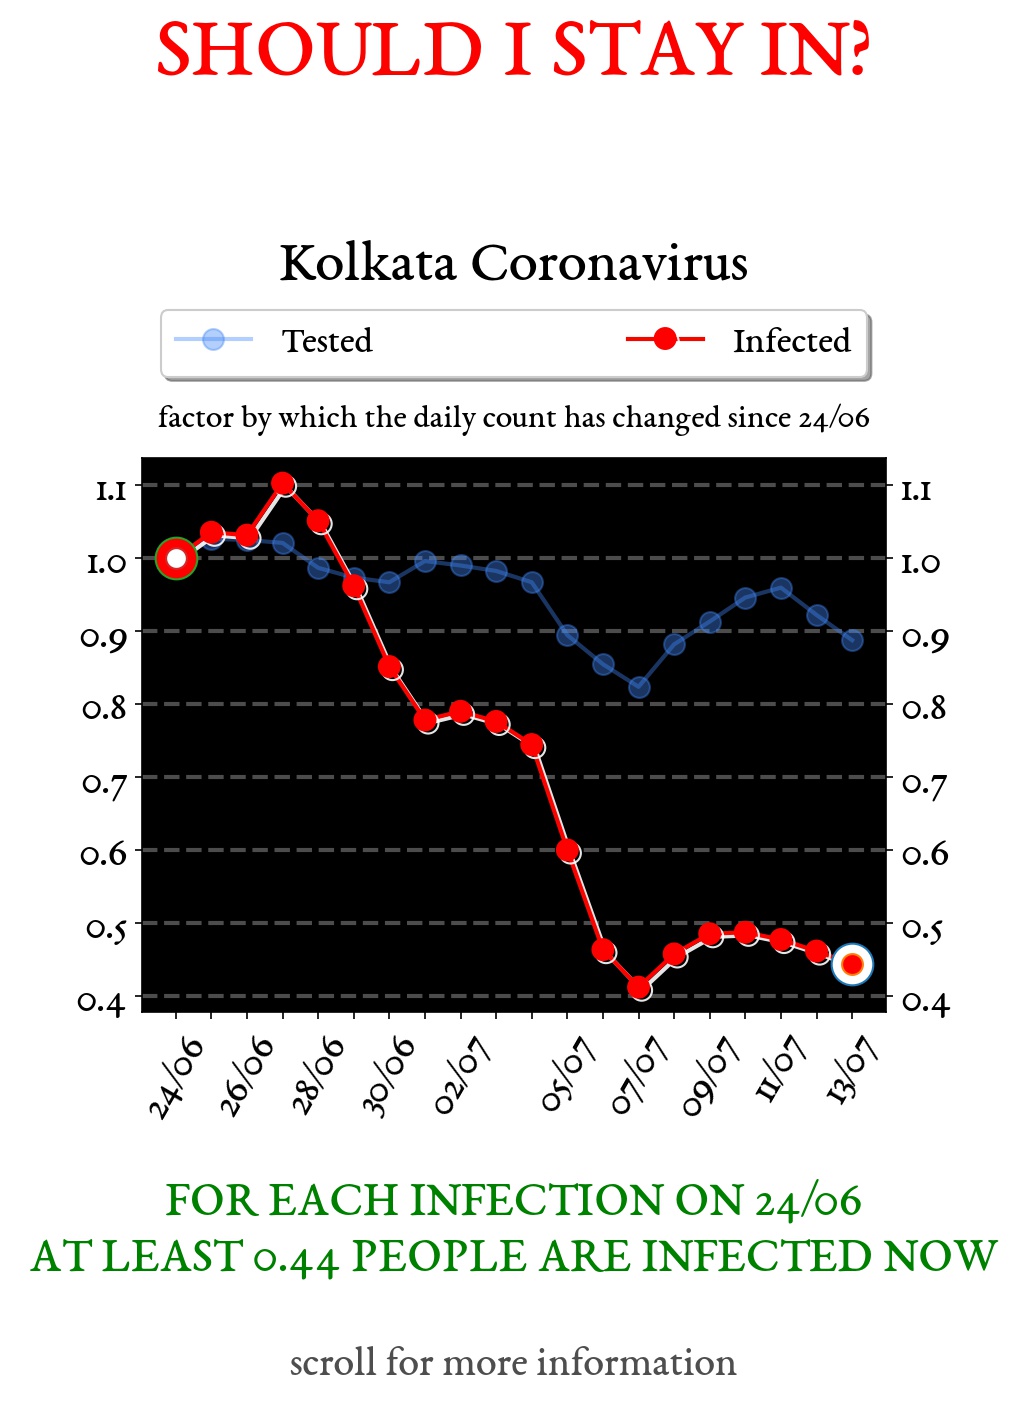 SHOULD I STAY IN?
Kolkata Coronavirus
Tested Infected
factor by which the daily count has changed since 24/06
1.1 1.1
1.0 1.0
0.9 0.9
0.8 0.8
0.7 0.7
0.6 0.6
0.5 0.5
0.4 0.4
24/06 26/06 28/06 30/06 02/07 05/07 07/07 09/07 11/07 13/07
FOR EACH INFECTION ON 24/06
AT LEAST 0.44 PEOPLE ARE INFECTED NOW
scroll for more information